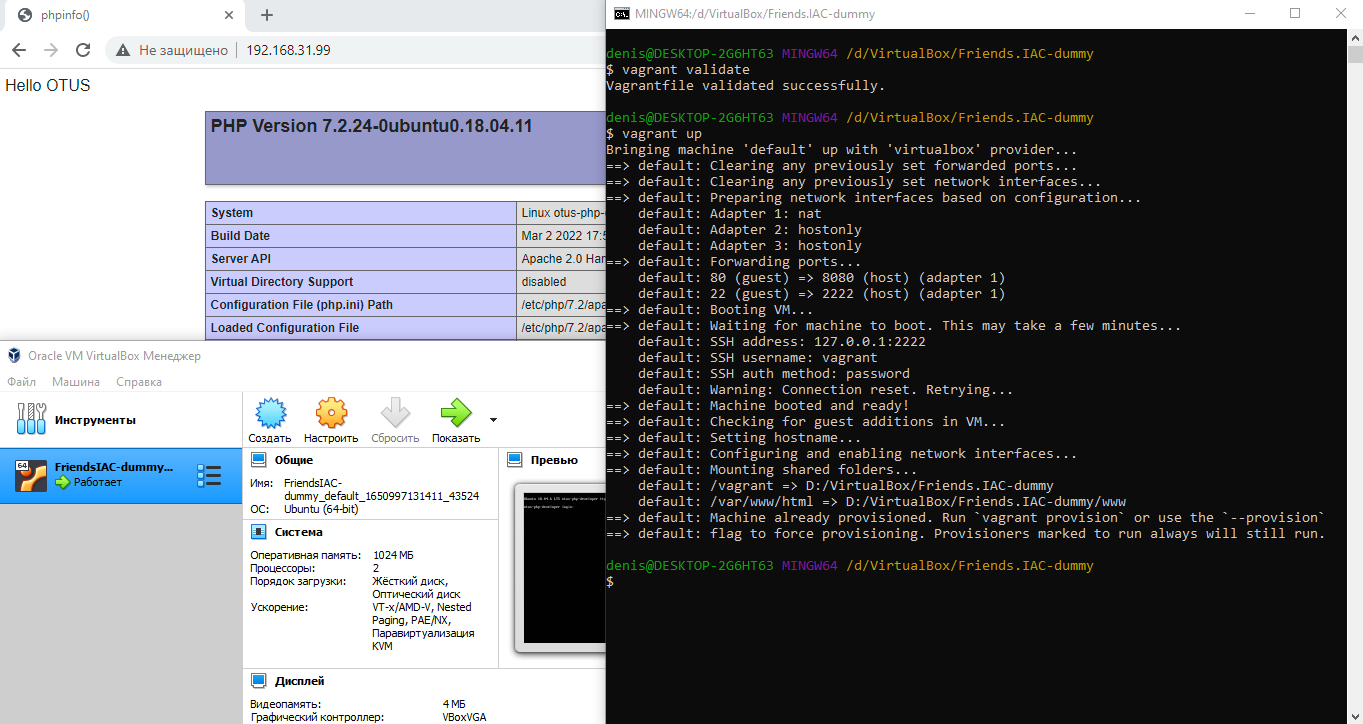 phpinfo()
Не защищено
192.168.31.99
Hello OTUS
PHP Version 7.2.24-0ubuntu0.18.04.11
System Linux otus-php-
Build Date Mar 2 2022 17:5
Server API Apache 2.0 Han
Virtual Directory Support disabled
Configuration File (php.ini) Path /etc/php/7.2/apa
Loaded Configuration File /etc/php/7.2/apa
Oracle VM VirtualBox Менеджер
Файл Машина Справка
Инструменты
Создать Настроить Сбросить Показать
64
FriendsIAC-dummy...
Работает
Общие
Имя: FriendsIAC-
dummy_default_1650997131411_43524
ОС: Ubuntu (64-bit)
Система
Оперативная память: 1024 МБ
Процессоры: 2
Порядок загрузки: Жёсткий диск,
Оптический диск
Ускорение: VT-x/AMD-V, Nested
Paging, PAE/NX,
Паравиртуализация
KVM
Превью
Дисплей
Видеопамять: 4 МБ
Графический контроллер: VBoxVGA
MINGW64:/d/VirtualBox/Friends.IAC-dummy
denis@DESKTOP-2G6HT63 MINGW64 /d/VirtualBox/Friends.IAC-dummy
$ vagrant validate
Vagrantfile validated successfully.
denis@DESKTOP-2G6HT63 MINGW64 /d/VirtualBox/Friends.IAC-dummy
$ vagrant up
Bringing machine 'default' up with 'virtualbox' provider...
==> default: Clearing any previously set forwarded ports...
==> default: Clearing any previously set network interfaces...
==> default: Preparing network interfaces based on configuration...
default: Adapter 1: nat
default: Adapter 2: hostonly
default: Adapter 3: hostonly
==> default: Forwarding ports...
default: 80 (guest) => 8080 (host) (adapter 1)
default: 22 (guest) => 2222 (host) (adapter 1)
==> default: Booting VM...
==> default: Waiting for machine to boot. This may take a few minutes...
default: SSH address: 127.0.0.1:2222
default: SSH username: vagrant
default: SSH auth method: password
default: Warning: Connection reset. Retrying...
==> default: Machine booted and ready!
==> default: Checking for guest additions in VM...
==> default: Setting hostname...
==> default: Configuring and enabling network interfaces...
==> default: Mounting shared folders...
default: /vagrant => D:/VirtualBox/Friends.IAC-dummy
default: /var/www/html => D:/VirtualBox/Friends.IAC-dummy/www
==> default: Machine already provisioned. Run `vagrant provision` or use the `--provision`
==> default: flag to force provisioning. Provisioners marked to run always will still run.
denis@DESKTOP-2G6HT63 MINGW64 /d/VirtualBox/Friends.IAC-dummy
$